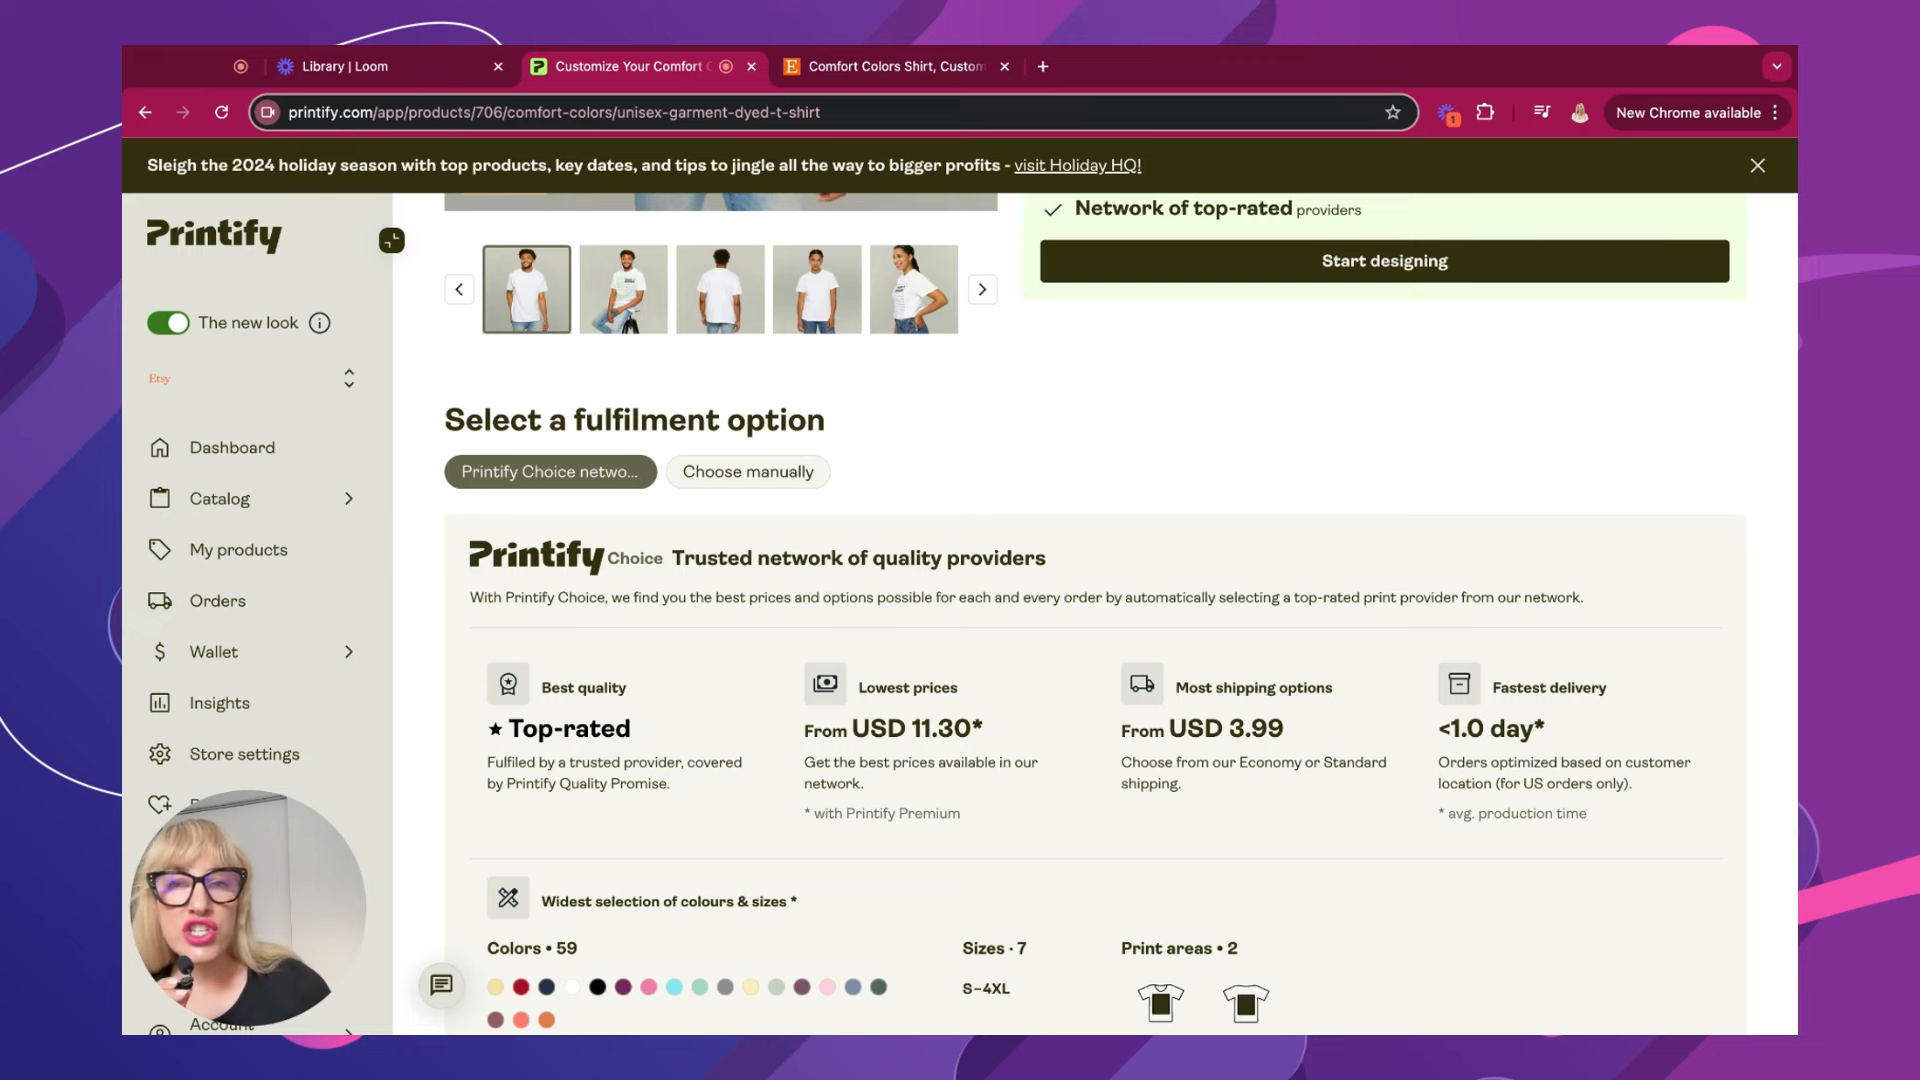 Library | Loom
Customize Your Comfort C
Comfort Colors Shirt, Custom
printify.com/app/products/706/comfort-colors/unisex-garment-dyed-t-shirt
1
New Chrome available
Sleigh the 2024 holiday season with top products, key dates, and tips to jingle all the way to bigger profits - visit Holiday HQ!
Printify
The new look
Etsy
Dashboard
Catalog
My products
Orders
Wallet
Insights
Store settings
Account
Network of top-rated providers
Start designing
Select a fulfilment option
Printify Choice netwo...
Choose manually
Printify Choice Trusted network of quality providers
With Printify Choice, we find you the best prices and options possible for each and every order by automatically selecting a top-rated print provider from our network.
Best quality
★ Top-rated
Fulfiled by a trusted provider, covered
by Printify Quality Promise.
Lowest prices
From USD 11.30*
Get the best prices available in our
network.
* with Printify Premium
Most shipping options
From USD 3.99
Choose from our Economy or Standard
shipping.
Fastest delivery
<1.0 day*
Orders optimized based on customer
location (for US orders only).
* avg. production time
Widest selection of colours & sizes *
Colors • 59
Sizes · 7
S–4XL
Print areas • 2